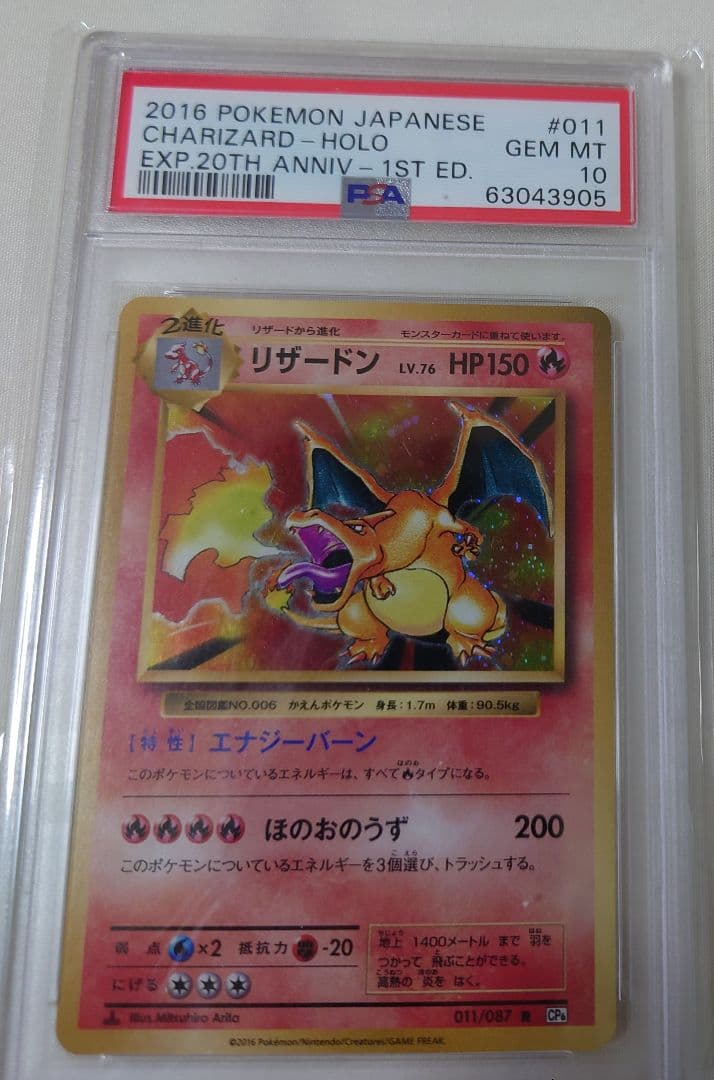 2016 POKEMON JAPANESE #011
CHARIZARD-HOLO GEM MT
EXP.20TH ANNIV-1ST ED. 10
PSA 63043905
2進化 リザードから進化 モンスターカードに重ねて使います。
リザードン LV.76 HP150
全国図鑑NO.006 かえんポケモン 身長:1.7m 体重:90.5kg
[特性] エナジーバーン
このポケモンについているエネルギーは、すべてタイプになる。
ほのおのうず 200
このポケモンについているエネルギーを3個選び、トラッシュする。
弱点 ×2 抵抗力 -20
にげる
地上 1400メートル まで 羽を
つかって 飛ぶことができる。
高熱の 炎を はく。
Illus.Mitsuhiro Arita 011/087 R CP6
©2016 Pokémon/Nintendo/Creatures/GAME FREAK.